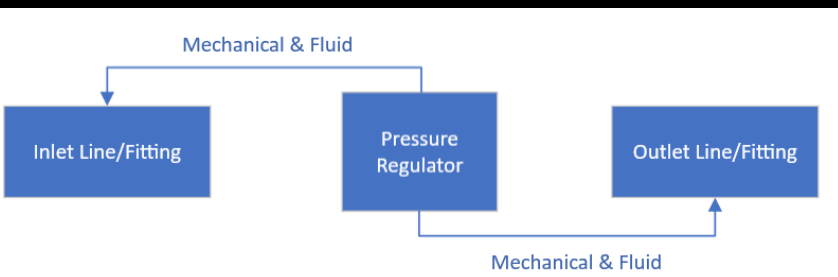 Mechanical & Fluid
Inlet Line/Fitting
Pressure
Regulator
Outlet Line/Fitting
Mechanical & Fluid